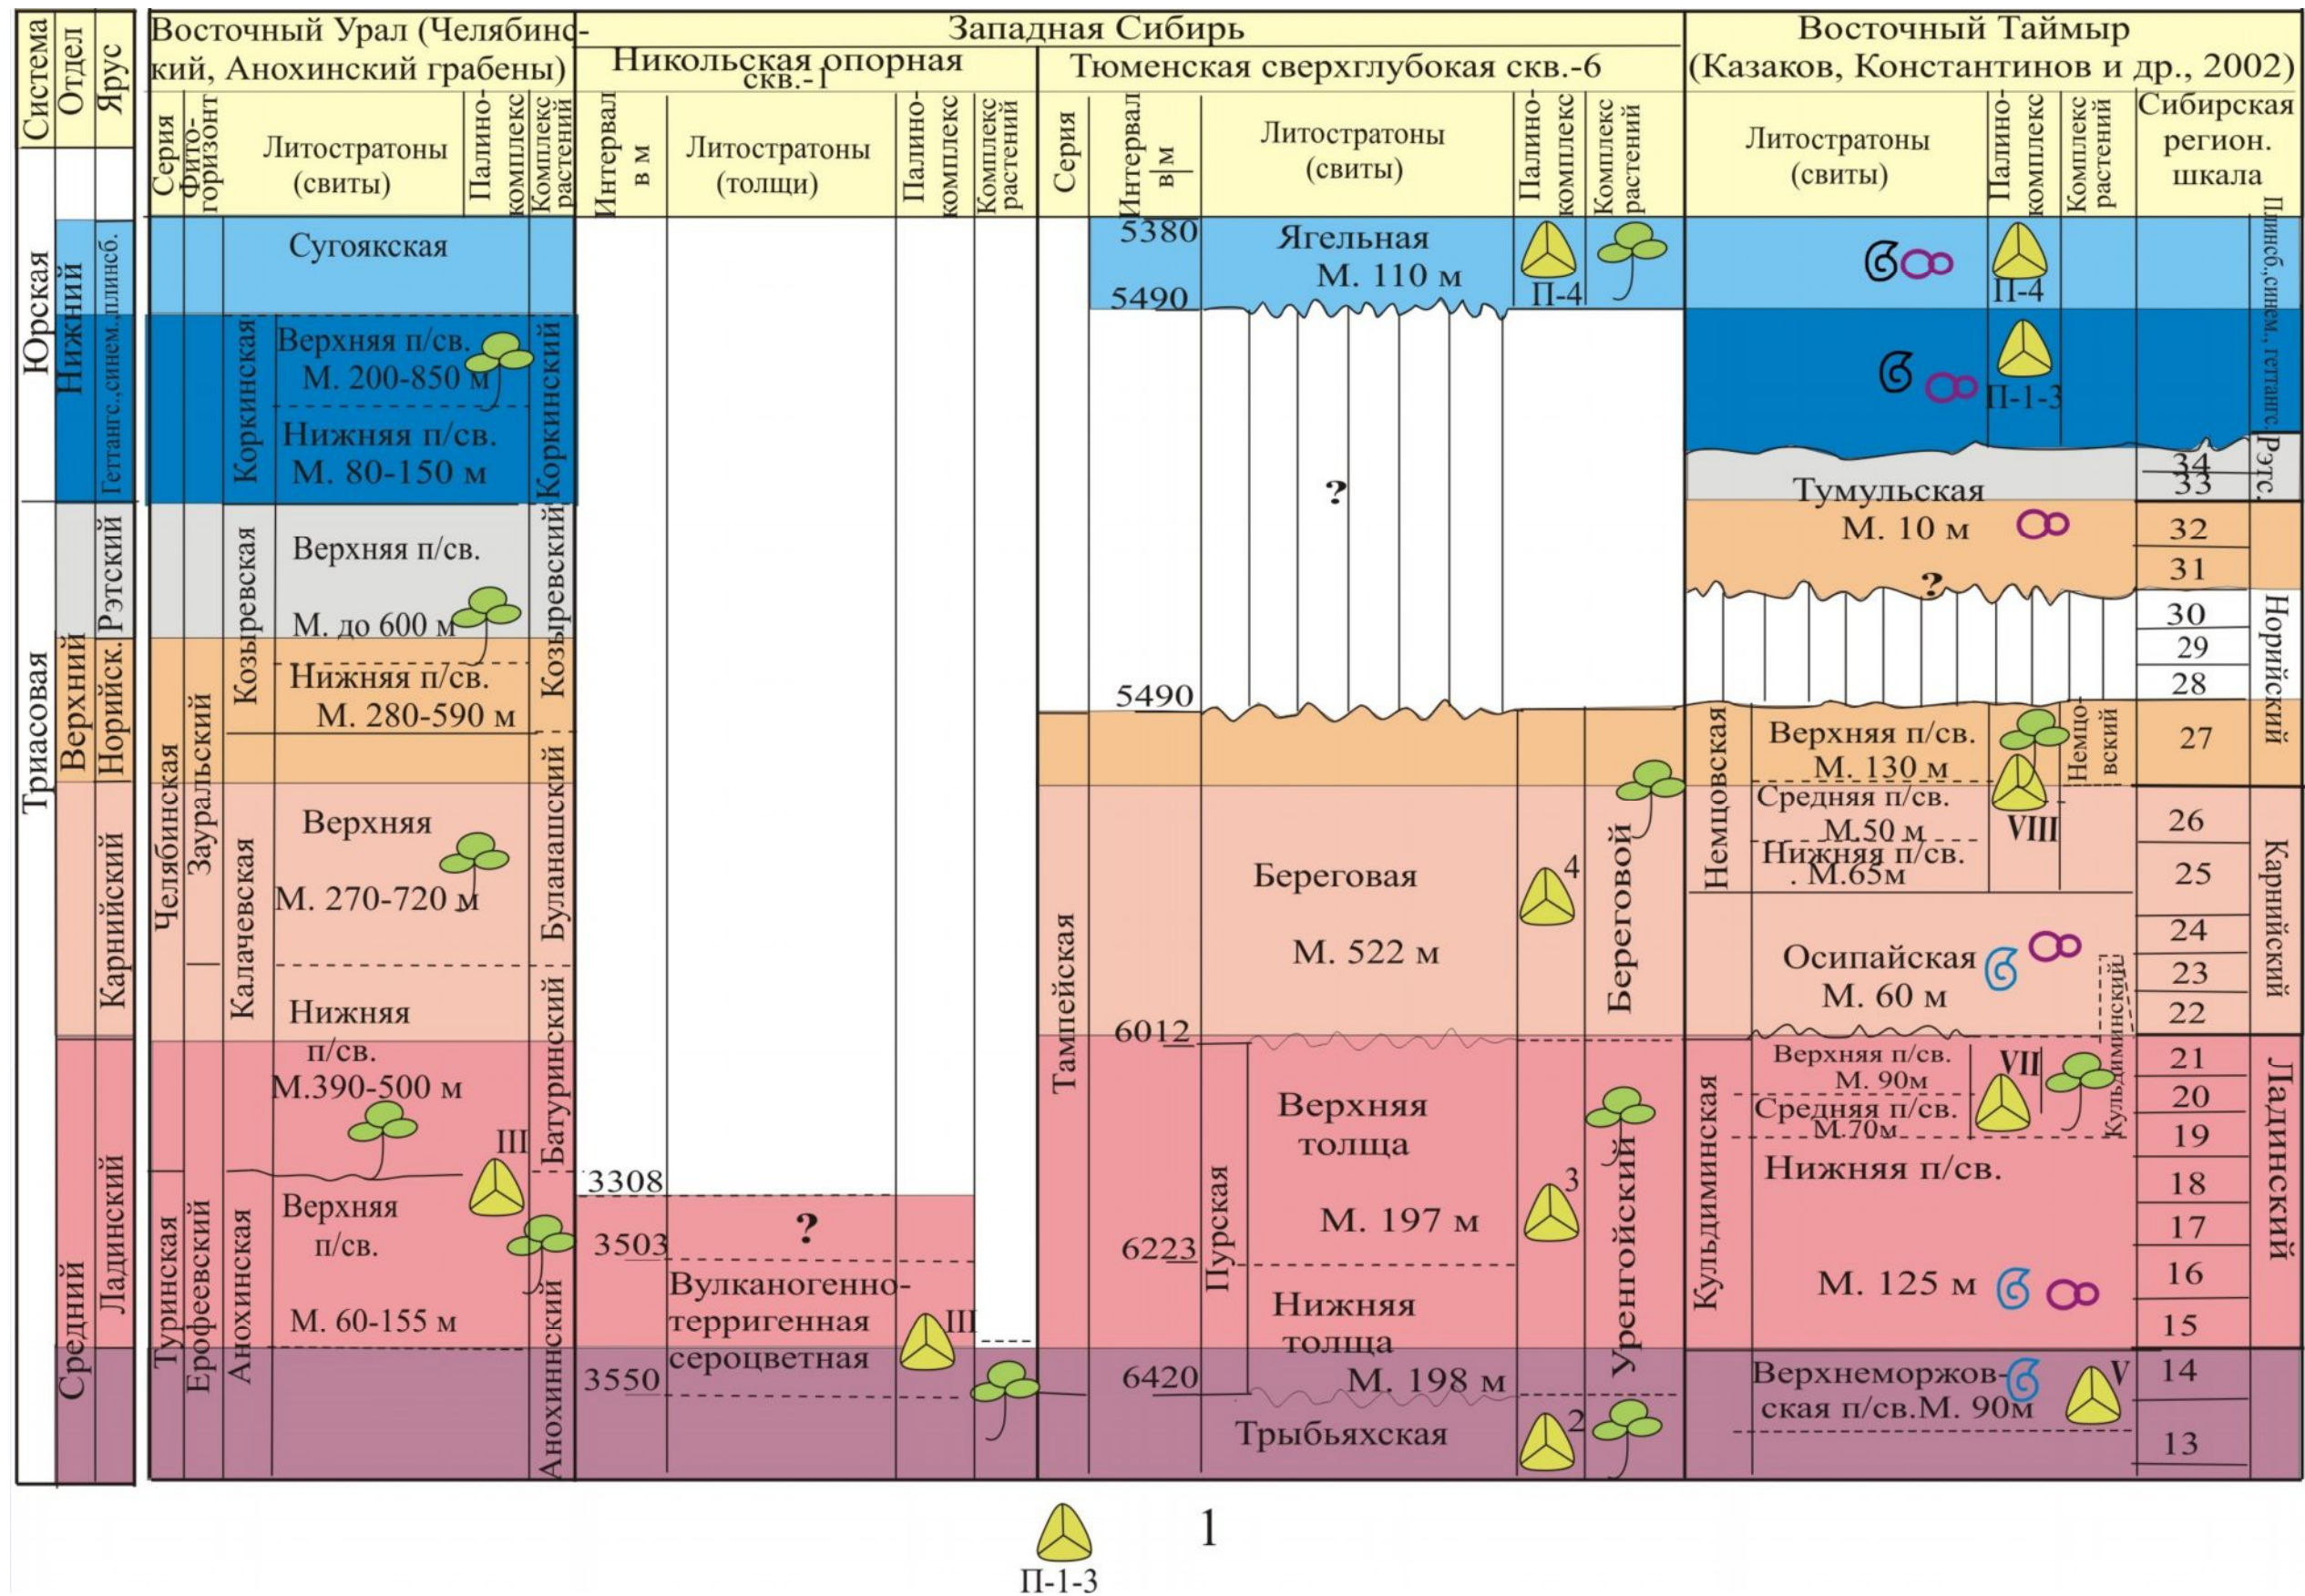 Система
Отдел
Ярус
Восточный Урал (Челябинс-
кий, Анохинский грабены)
Серия
Фито-
горизонт
Литостратоны
(свиты)
Палино-
комплекс
Комплекс
растений
Западная Сибирь
Никольская опорная
скв.-1
Интервал
в м
Литостратоны
(толщи)
Палино-
комплекс
Комплекс
растений
Тюменская сверхглубокая скв.-6
Серия
Интервал
в м
Литостратоны
(свиты)
Палино-
комплекс
Комплекс
растений
Восточный Таймыр
(Казаков, Константинов и др., 2002)
Литостратоны
(свиты)
Палино-
комплекс
Комплекс
растений
Сибирская
регион.
шкала
Юрская
Триасовая
Нижний
Верхний
Средний
Геттангс.,синем.,плинсб.
Рэтский
Норийск.
Карнийский
Ладинский
Челябинская
Туринская
Зауральский
Ерофеевский
Коркинская
Козыревская
Калачевская
Анохинская
Сугоякская
Верхняя п/св.
М. 200-850 м
Нижняя п/св.
М. 80-150 м
Верхняя п/св.
М. до 600 м
Нижняя п/св.
М. 280-590 м
Верхняя
М. 270-720 м
Нижняя
п/св.
М.390-500 м
Верхняя
п/св.
М. 60-155 м
III
Коркинский
Козыревский
Буланашский
Батуринский
Анохинский
3308
3503
3550
?
Вулканогенно-
терригенная
сероцветная
III
Тампейская
5380
5490
5490
6012
6223
6420
Пурская
Ягельная
М. 110 м
П-4
?
Береговая
М. 522 м
4
Береговой
Верхняя
толща
М. 197 м
3
Нижняя
толща
М. 198 м
Уренгойский
Трыбьяхская
2
П-4
П-1-3
Тумульская
М. 10 м
?
Немцовская
Верхняя п/св.
М. 130 м
Средняя п/св.
М.50 м
Нижняя п/св.
. М.65м
VIII
Немцо-
вский
Осипайская
М. 60 м
Кульдиминский
Кульдиминская
Верхняя п/св.
М. 90м
Средняя п/св.
М.70м
VII
Нижняя п/св.
М. 125 м
Верхнеморжов-
ская п/св.М. 90м
V
34
33
32
31
30
29
28
27
26
25
24
23
22
21
20
19
18
17
16
15
14
13
Плинсб.,синем., геттангс.
Рэтс.
Норийский
Карнийский
Ладинский
П-1-3
1